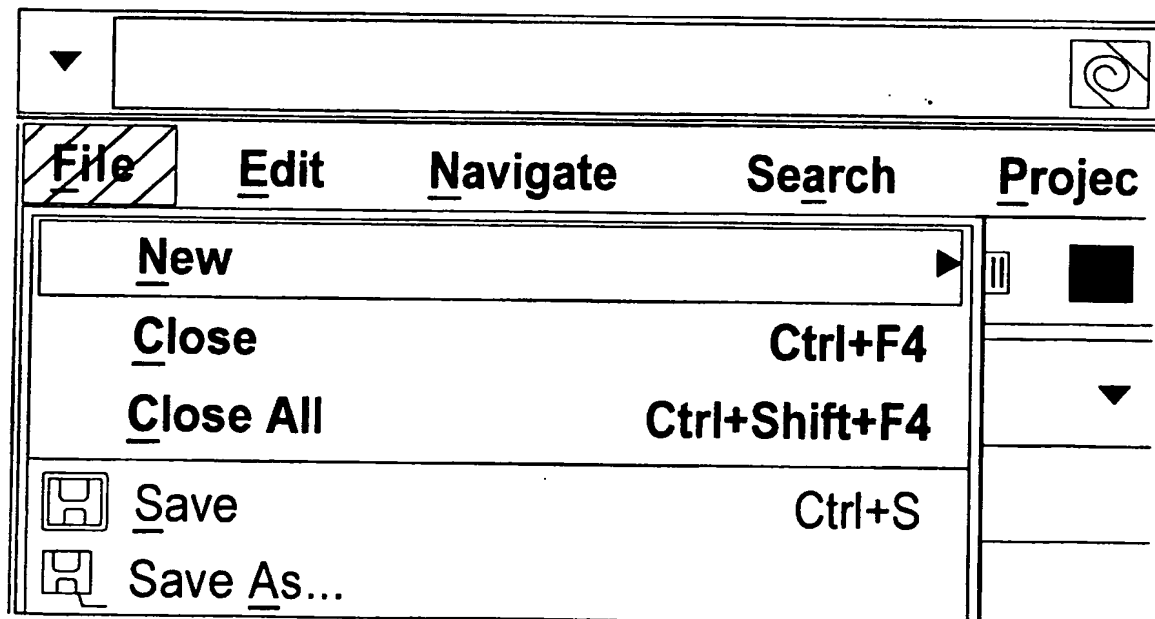 File Edit Navigate Search Projec
New
Close Ctrl+F4
Close All Ctrl+Shift+F4
Save Ctrl+S
Save As...